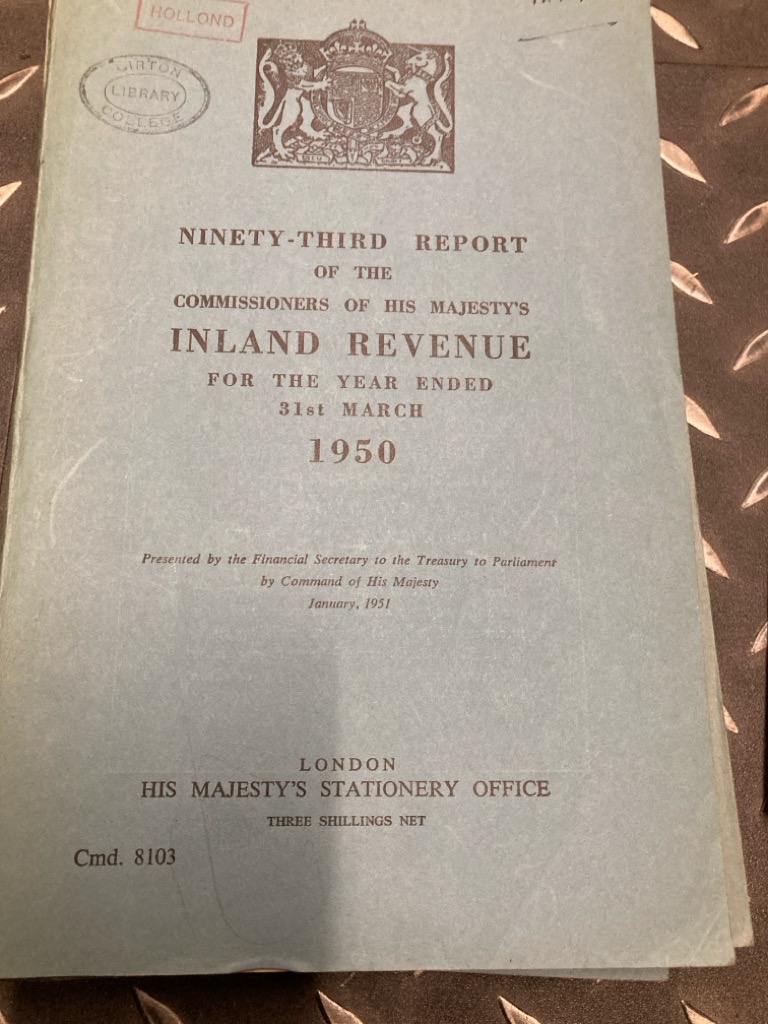 HOLLOND
GIRTON
LIBRARY
COLLEGE
NINETY-THIRD REPORT
OF THE
COMMISSIONERS OF HIS MAJESTY'S
INLAND REVENUE
FOR THE YEAR ENDED
31st MARCH
1950
Presented by the Financial Secretary to the Treasury to Parliament
by Command of His Majesty
January, 1951
LONDON
HIS MAJESTY'S STATIONERY OFFICE
THREE SHILLINGS NET
Cmd. 8103